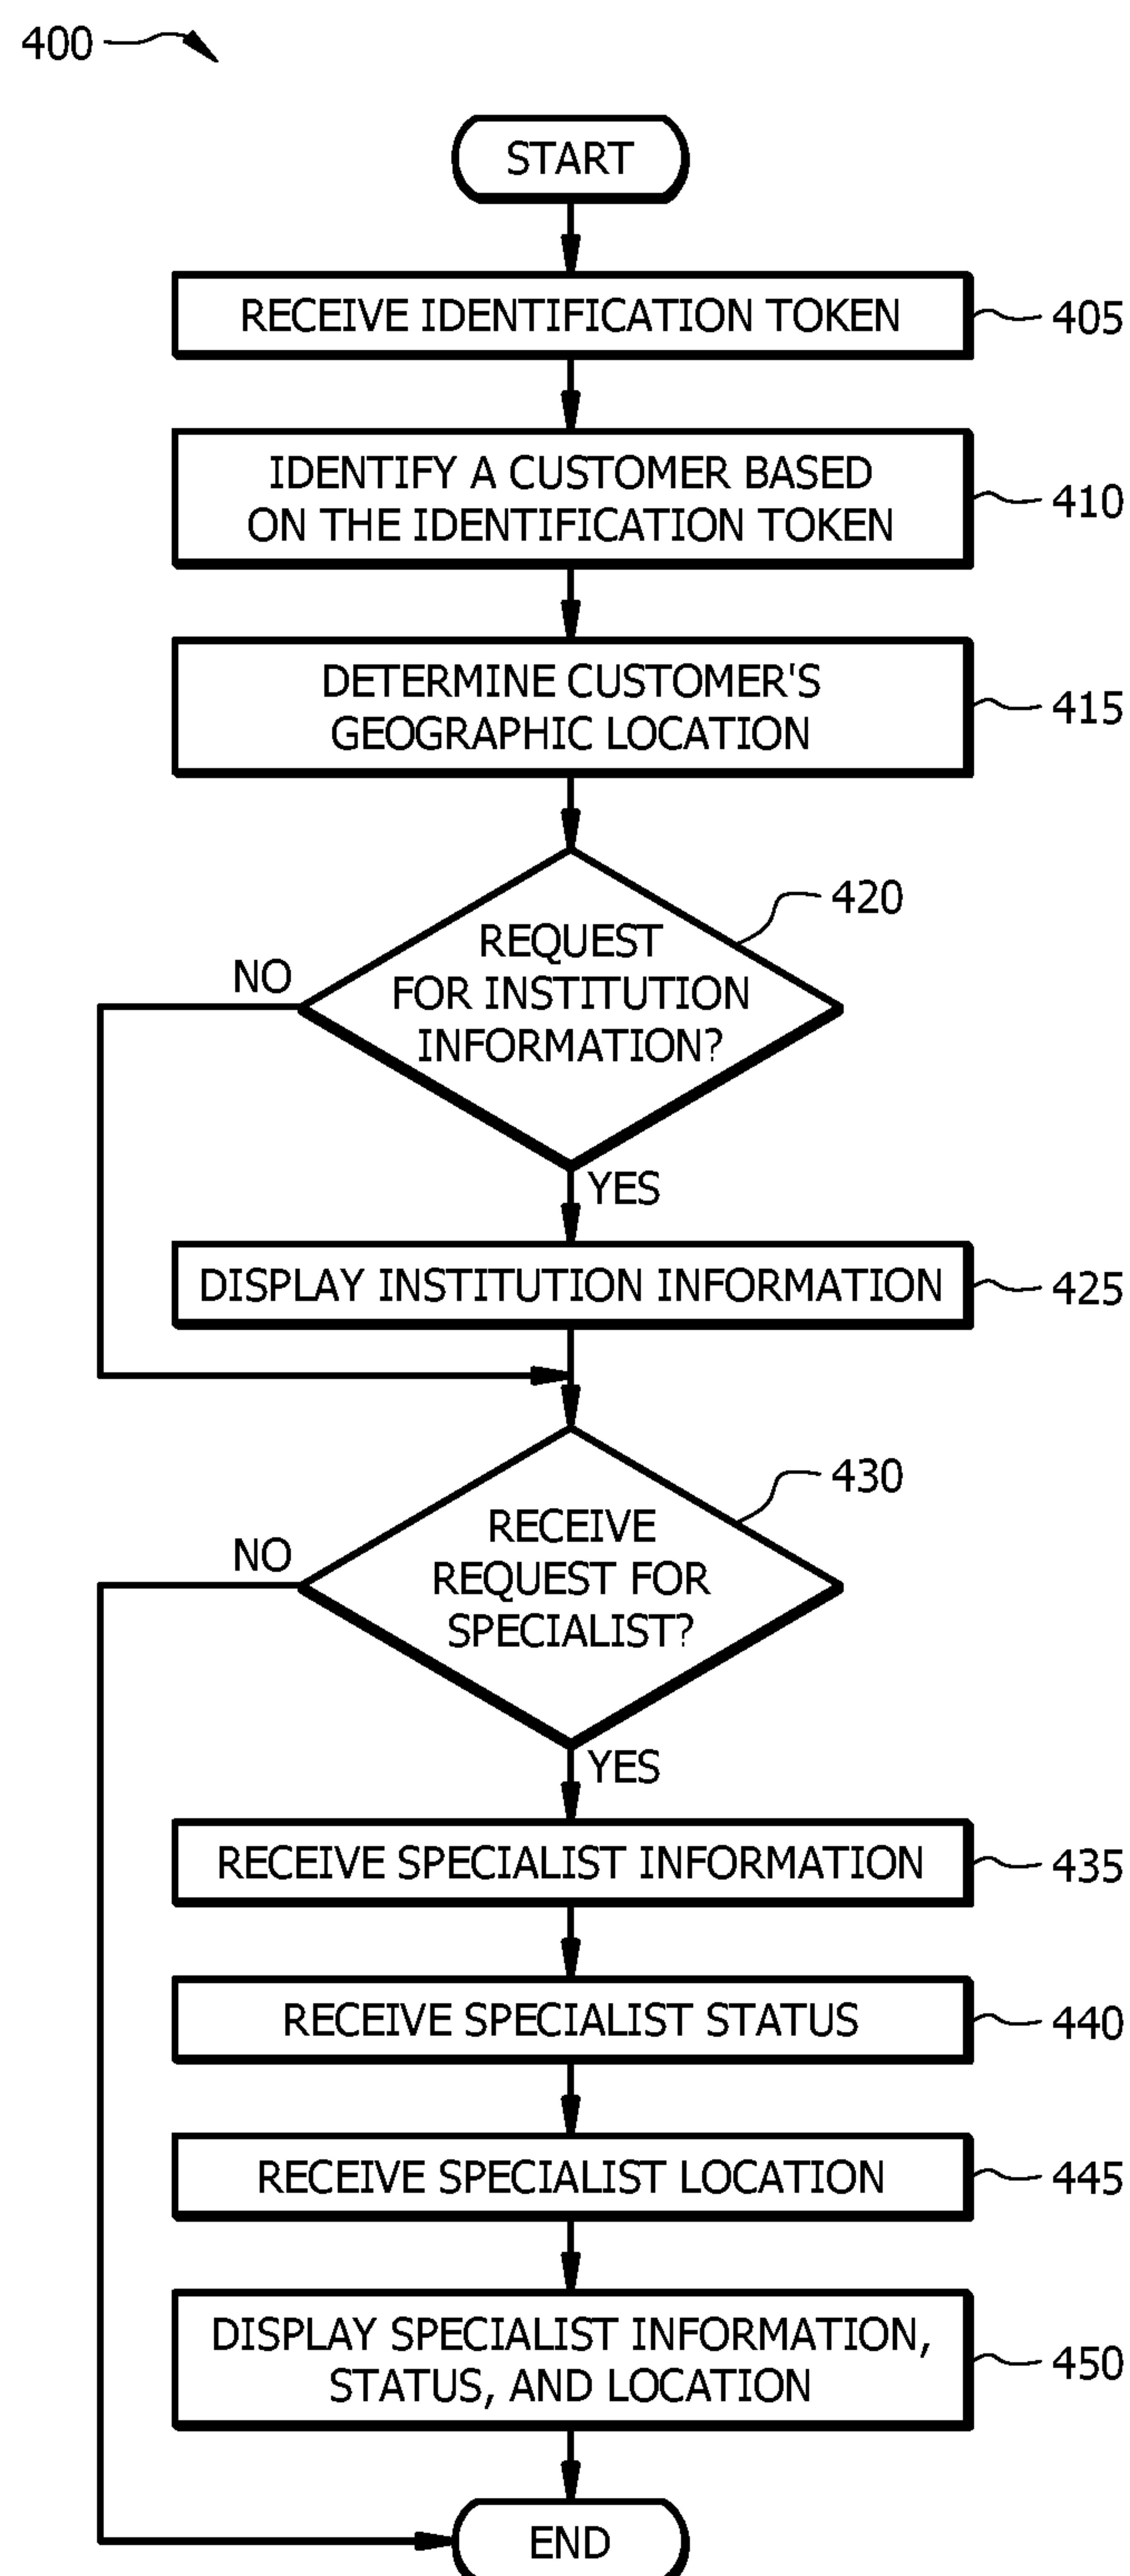 400
START
RECEIVE IDENTIFICATION TOKEN
405
IDENTIFY A CUSTOMER BASED
ON THE IDENTIFICATION TOKEN
410
DETERMINE CUSTOMER'S
GEOGRAPHIC LOCATION
415
420
REQUEST
FOR INSTITUTION
INFORMATION?
NO
YES
DISPLAY INSTITUTION INFORMATION
425
430
RECEIVE
REQUEST FOR
SPECIALIST?
NO
YES
RECEIVE SPECIALIST INFORMATION
435
RECEIVE SPECIALIST STATUS
440
RECEIVE SPECIALIST LOCATION
445
DISPLAY SPECIALIST INFORMATION,
STATUS, AND LOCATION
450
END